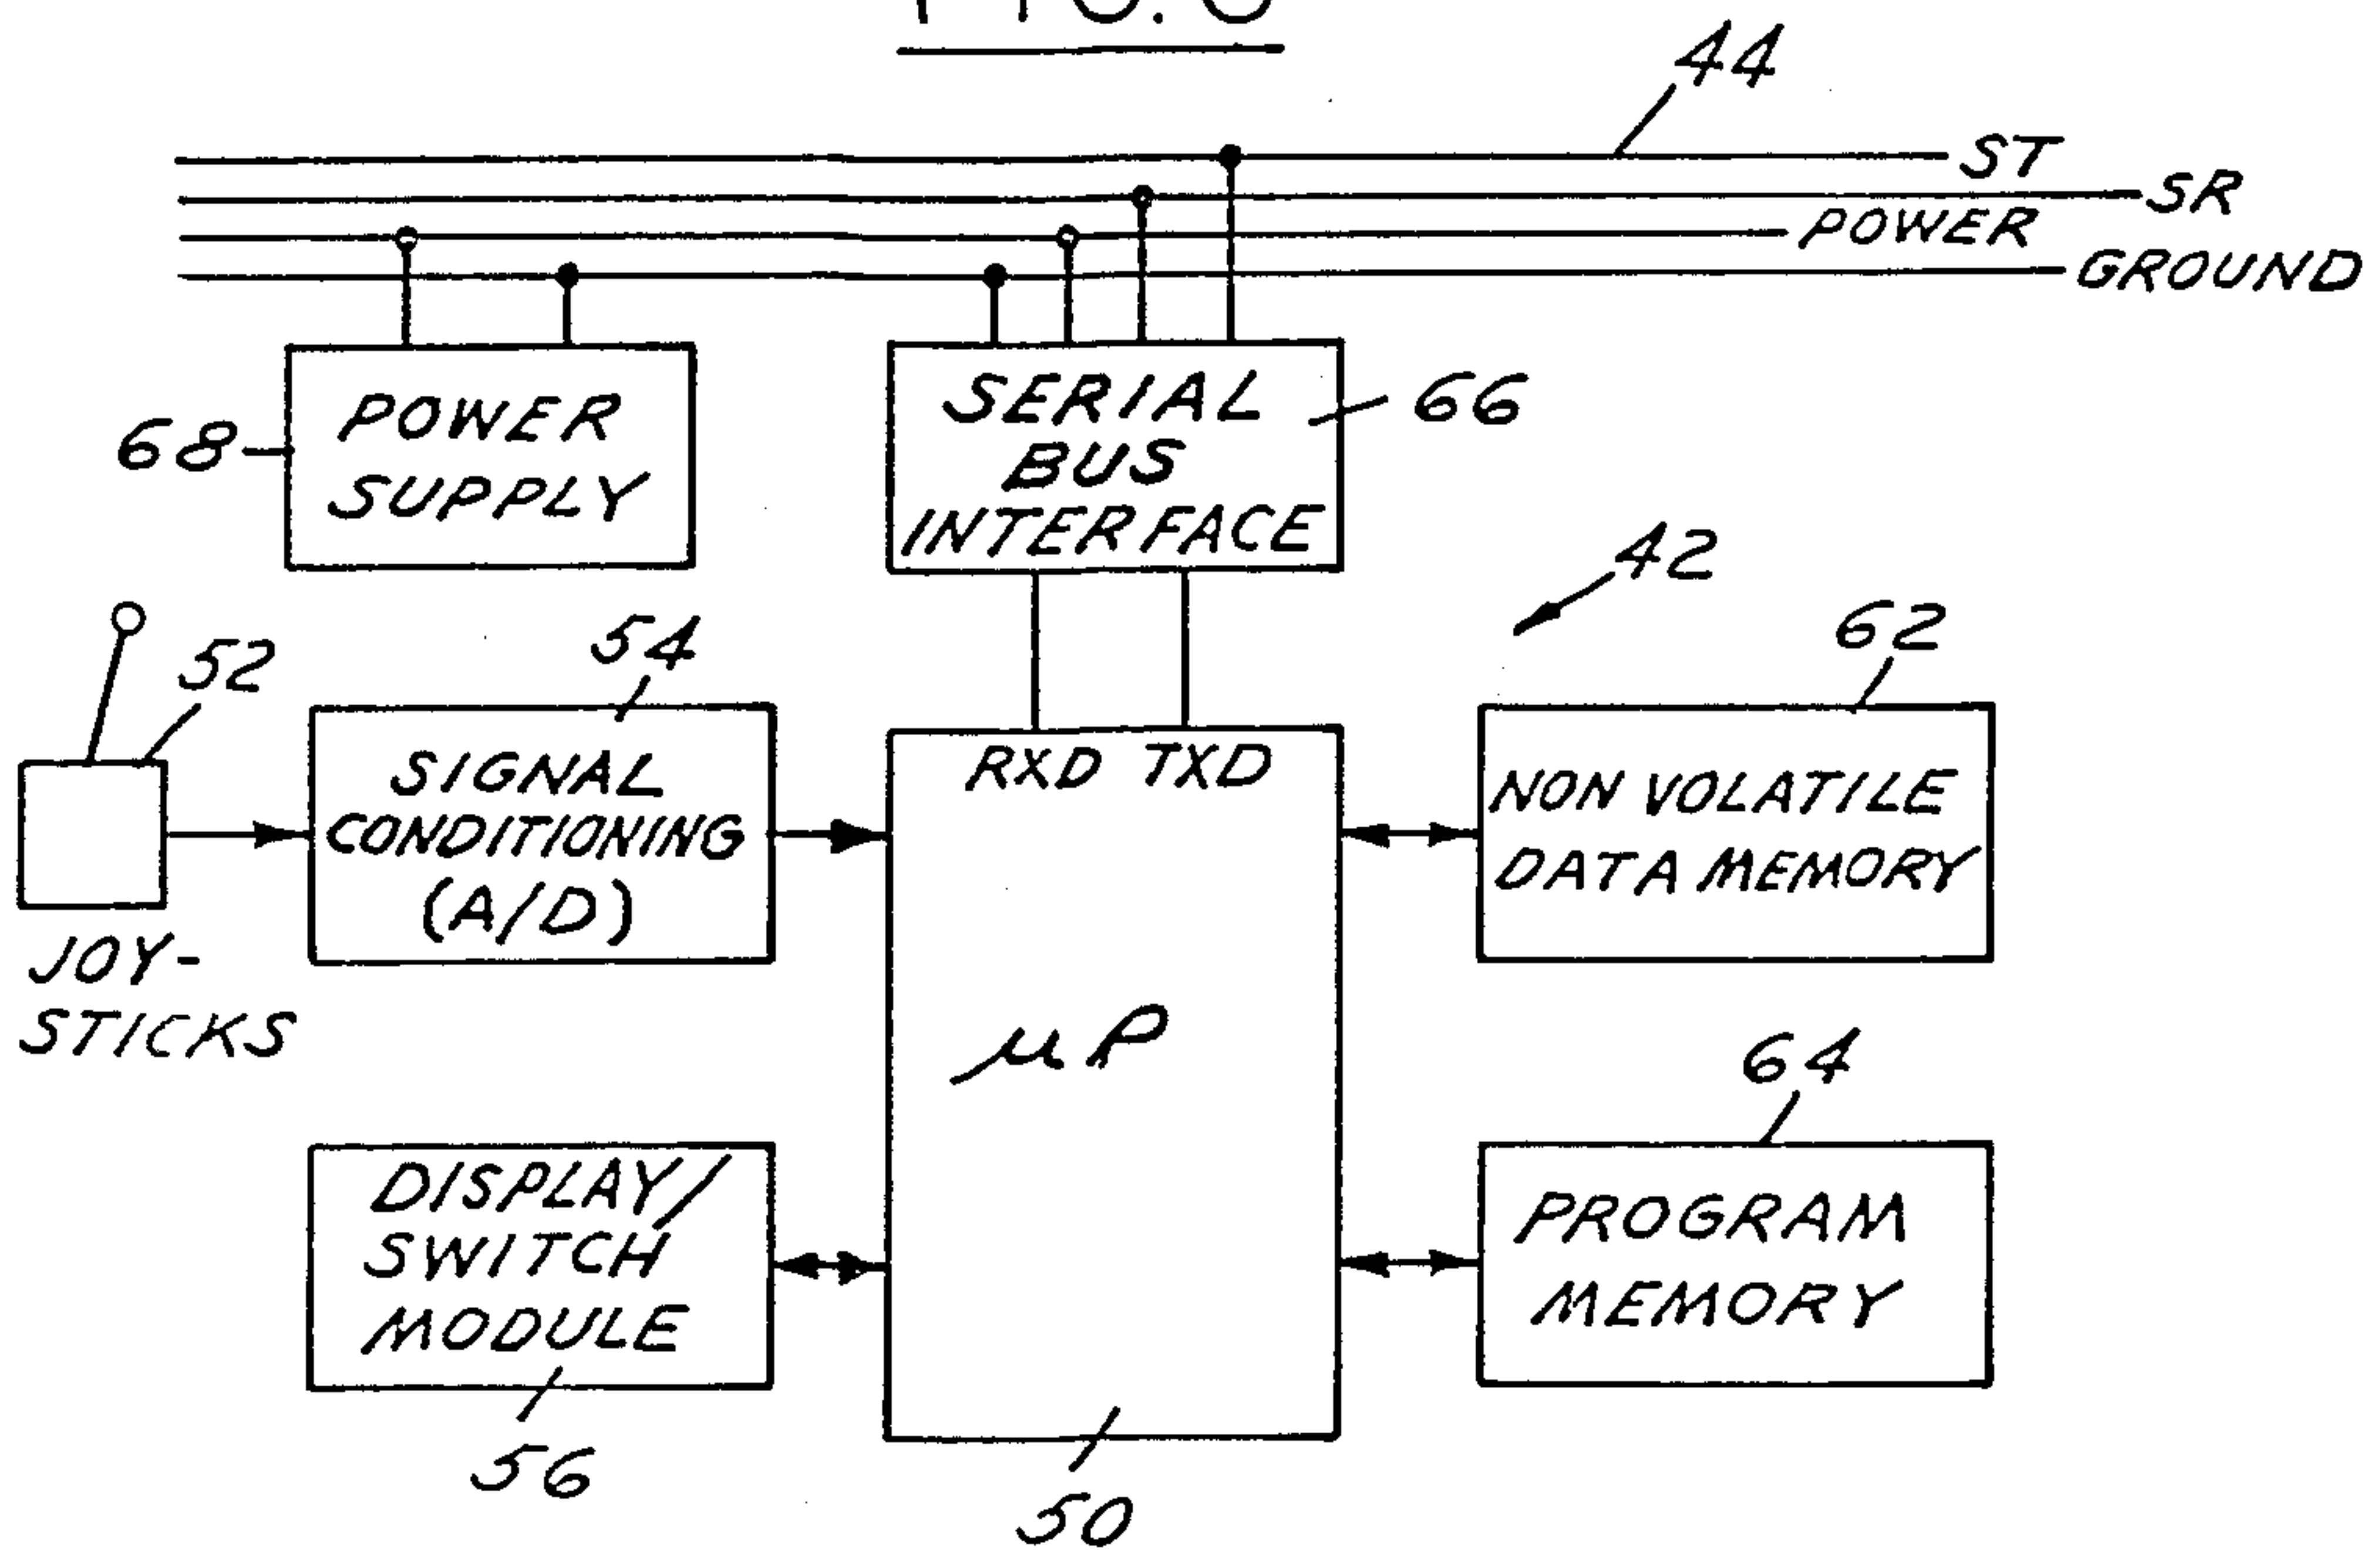 44
ST
SR
POWER
GROUND
68
POWER
SUPPLY
SERIAL
BUS
INTERFACE
66
42
52
54
62
SIGNAL
CONDITIONING
(A/D)
RXD TXD
NON VOLATILE
DATA MEMORY
JOY-
STICKS
µP
64
DISPLAY/
SWITCH
MODULE
PROGRAM
MEMORY
56
50